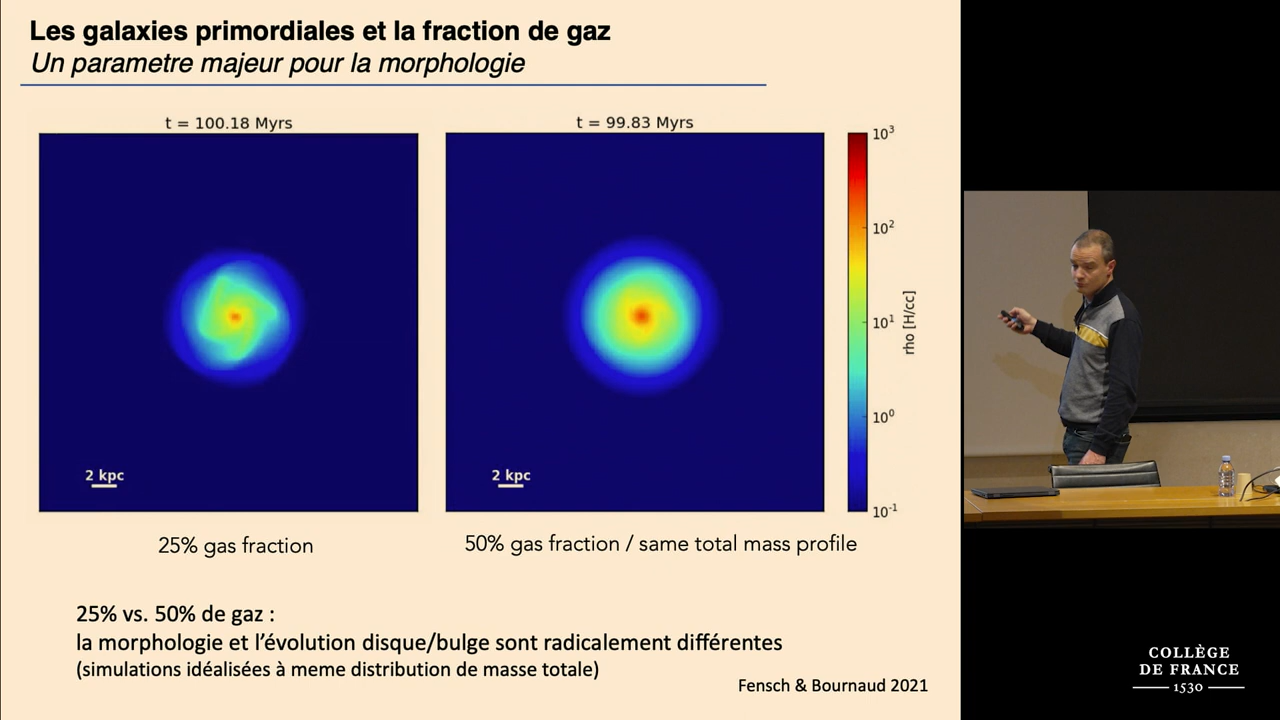 Les galaxies primordiales et la fraction de gaz
Un parametre majeur pour la morphologie
t = 100.18 Myrs
t = 99.83 Myrs
10³
10²
10¹
10⁰
10⁻¹
rho [H/cc]
2 kpc
2 kpc
25% gas fraction
50% gas fraction / same total mass profile
25% vs. 50% de gaz :
la morphologie et l’évolution disque/bulge sont radicalement différentes
(simulations idéalisées à meme distribution de masse totale)
Fensch & Bournaud 2021
COLLÈGE
DE FRANCE
1530